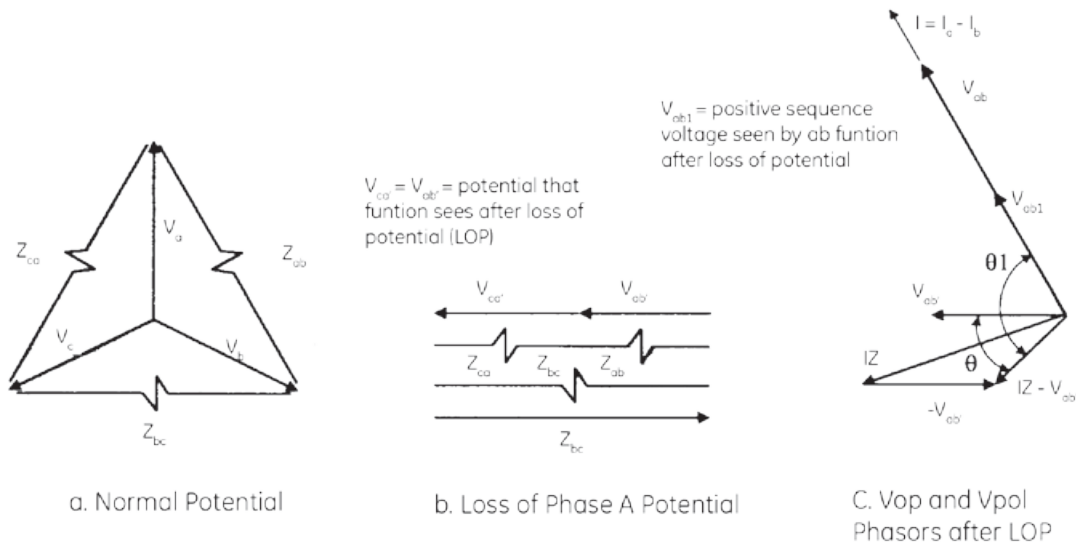 I = I_a - I_b
V_ab
V_ab1 = positive sequence
voltage seen by ab funtion
after loss of potential
V_ca' = V_ab' = potential that
funtion sees after loss of
potential (LOP)
V_a
Z_ca
Z_ab
V_c
V_b
Z_bc
V_ca'
V_ab'
Z_ca
Z_bc
Z_ab
Z_bc
V_ab1
θ1
V_ab'
IZ
θ
IZ - V_ab
-V_ab'
a. Normal Potential
b. Loss of Phase A Potential
C. Vop and Vpol
Phasors after LOP